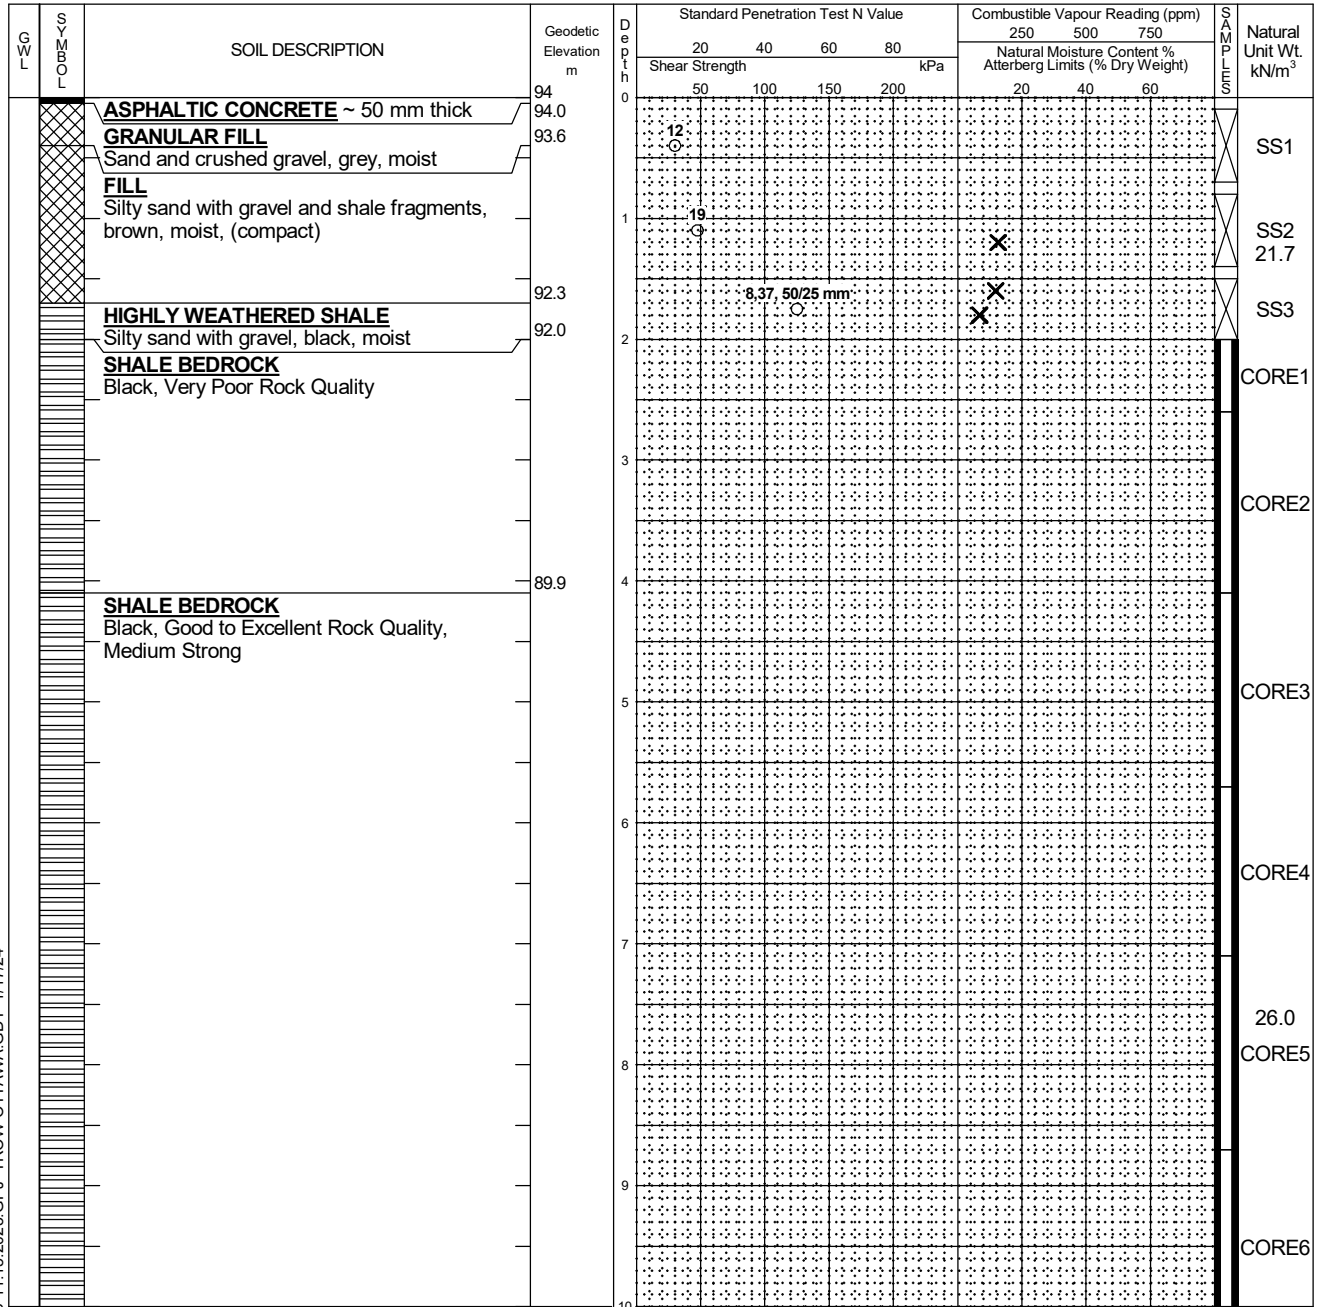 GWL
SYMBOL
SOIL DESCRIPTION
Geodetic
Elevation
m
Depth
Standard Penetration Test N Value
20 40 60 80
Shear Strength kPa
50 100 150 200
Combustible Vapour Reading (ppm)
250 500 750
Natural Moisture Content %
Atterberg Limits (% Dry Weight)
20 40 60
SAMPLES
Natural
Unit Wt.
kN/m³
94
0
ASPHALTIC CONCRETE ~ 50 mm thick
94.0
GRANULAR FILL
93.6
Sand and crushed gravel, grey, moist
12
SS1
FILL
Silty sand with gravel and shale fragments,
brown, moist, (compact)
1
19
SS2
21.7
92.3
8,37, 50/25 mm
SS3
HIGHLY WEATHERED SHALE
92.0
Silty sand with gravel, black, moist
2
SHALE BEDROCK
Black, Very Poor Rock Quality
CORE1
3
CORE2
4
89.9
SHALE BEDROCK
Black, Good to Excellent Rock Quality,
Medium Strong
CORE3
5
6
CORE4
7
26.0
CORE5
8
9
CORE6
10